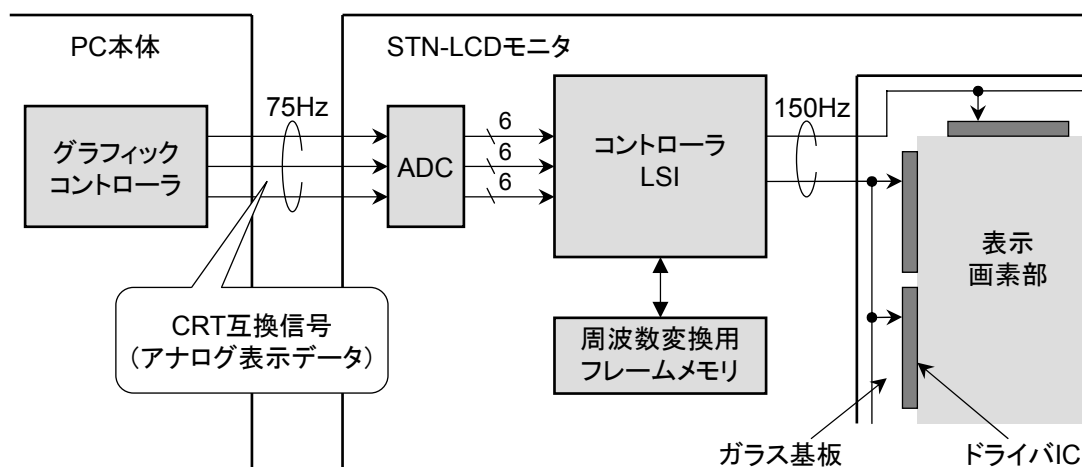 PC本体
STN-LCDモニタ
グラフィック
コントローラ
75Hz
ADC
6
6
6
コントローラ
LSI
150Hz
表示
画素部
CRT互換信号
（アナログ表示データ）
周波数変換用
フレームメモリ
ガラス基板
ドライバIC